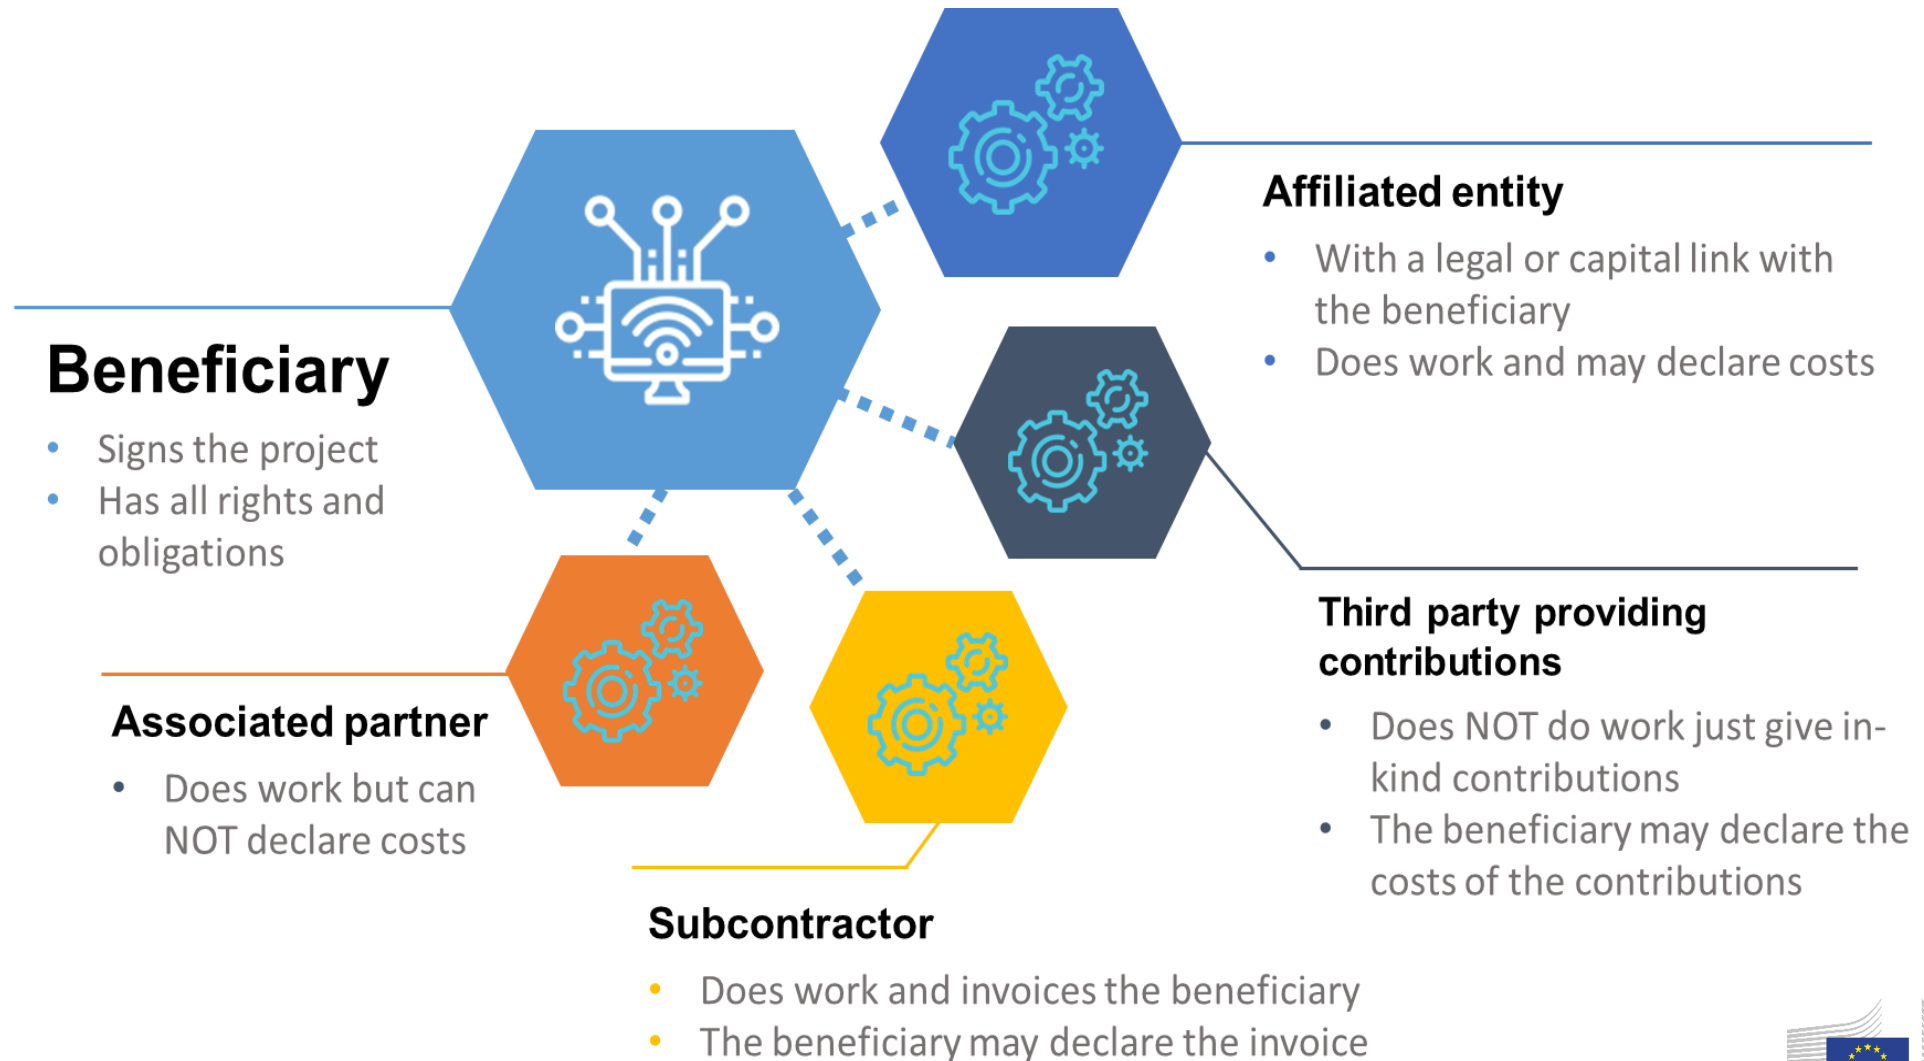 Beneficiary
• Signs the project
• Has all rights and
obligations
Affiliated entity
• With a legal or capital link with
the beneficiary
• Does work and may declare costs
Third party providing
contributions
• Does NOT do work just give in-
kind contributions
• The beneficiary may declare the
costs of the contributions
Associated partner
• Does work but can
NOT declare costs
Subcontractor
• Does work and invoices the beneficiary
• The beneficiary may declare the invoice